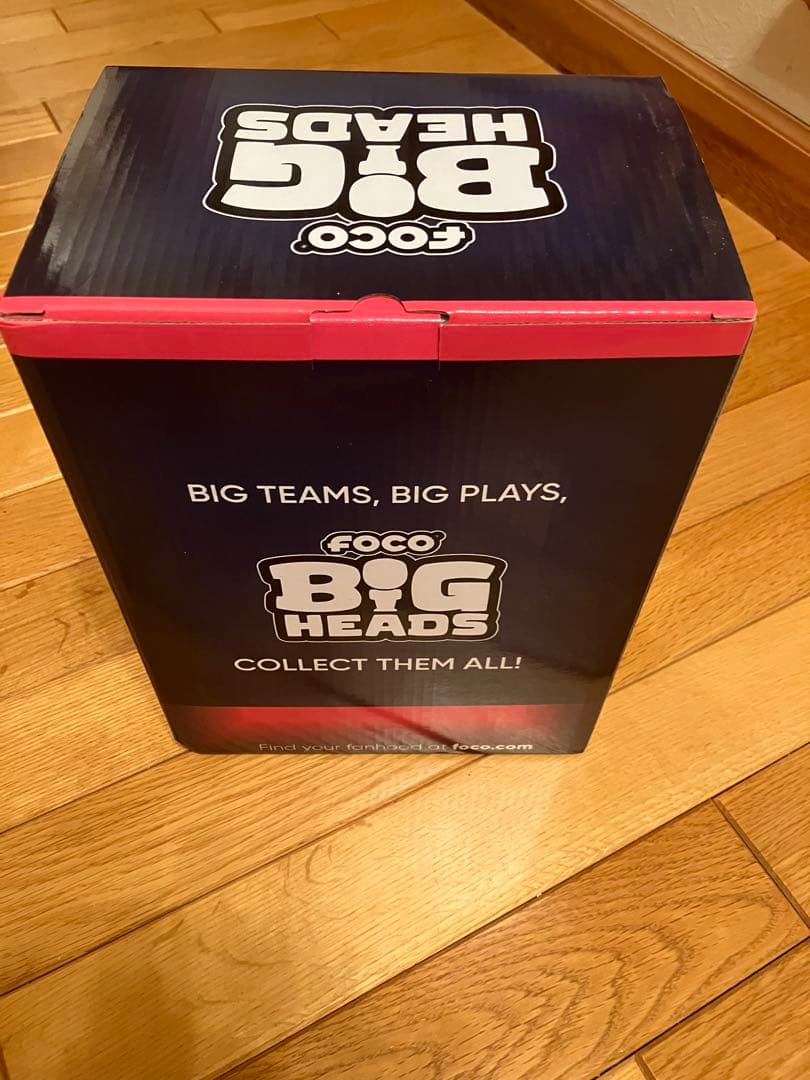 FOCO
BIG
HEADS
BIG TEAMS, BIG PLAYS,
FOCO
BIG
HEADS
COLLECT THEM ALL!
Find your fanhood at foco.com